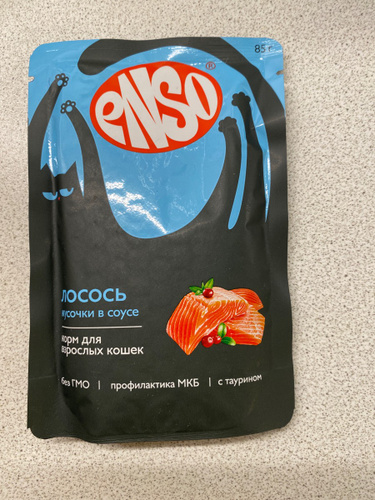 85 г
enso®
лосось
кусочки в соусе
корм для
взрослых кошек
без ГМО | профилактика МКБ | с таурином